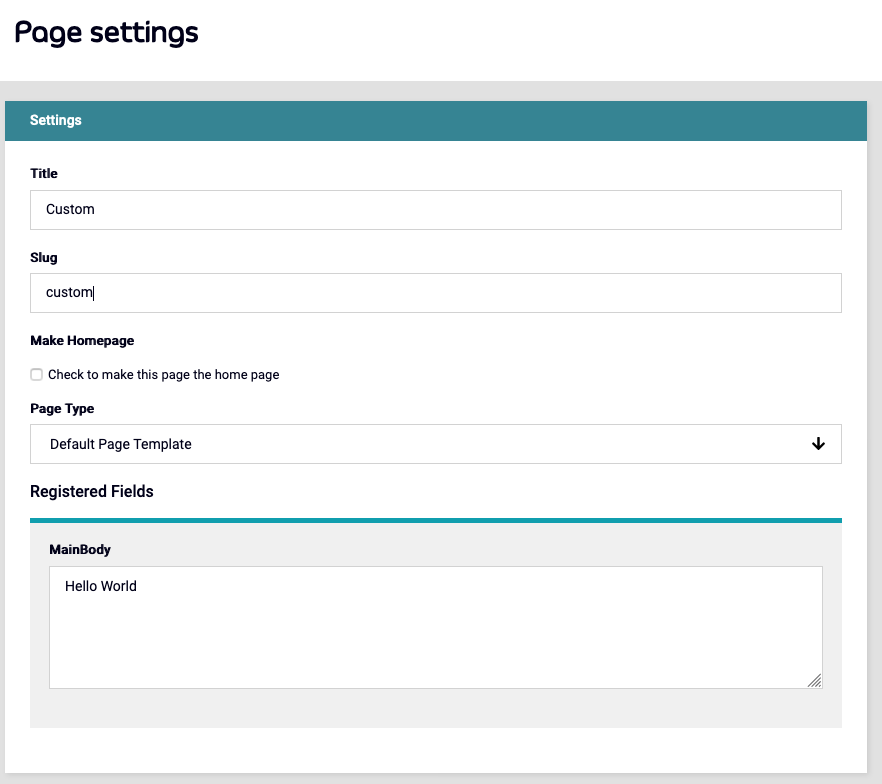 Page settings
Settings
Title
Custom
Slug
custom
Make Homepage
Check to make this page the home page
Page Type
Default Page Template
Registered Fields
MainBody
Hello World